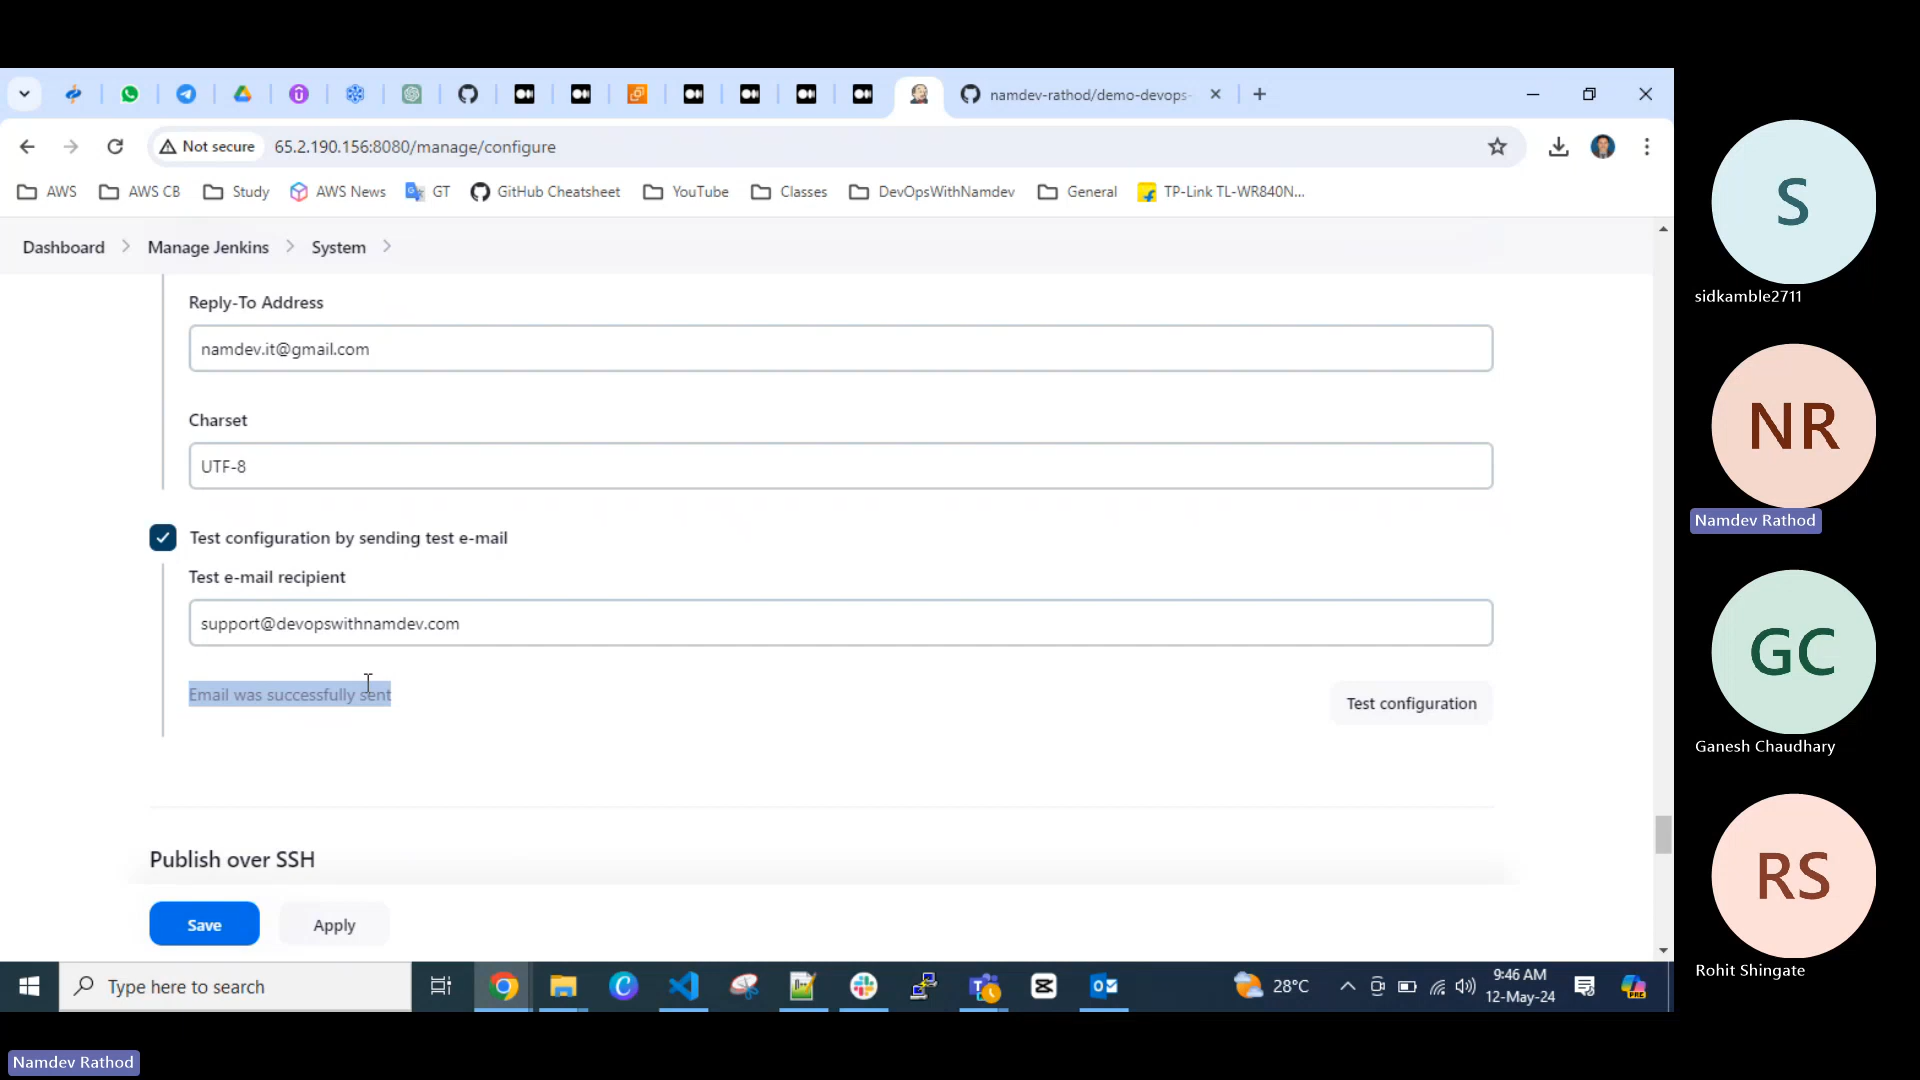 namdev-rathod/demo-devops-
Not secure
65.2.190.156:8080/manage/configure
AWS
AWS CB
Study
AWS News
GT
GitHub Cheatsheet
YouTube
Classes
DevOpsWithNamdev
General
TP-Link TL-WR840N...
Dashboard
Manage Jenkins
System
Reply-To Address
namdev.it@gmail.com
Charset
UTF-8
Test configuration by sending test e-mail
Test e-mail recipient
support@devopswithnamdev.com
Email was successfully sent
Test configuration
Publish over SSH
Save
Apply
Type here to search
28°C
9:46 AM
12-May-24
S
sidkamble2711
NR
Namdev Rathod
GC
Ganesh Chaudhary
RS
Rohit Shingate
Namdev Rathod